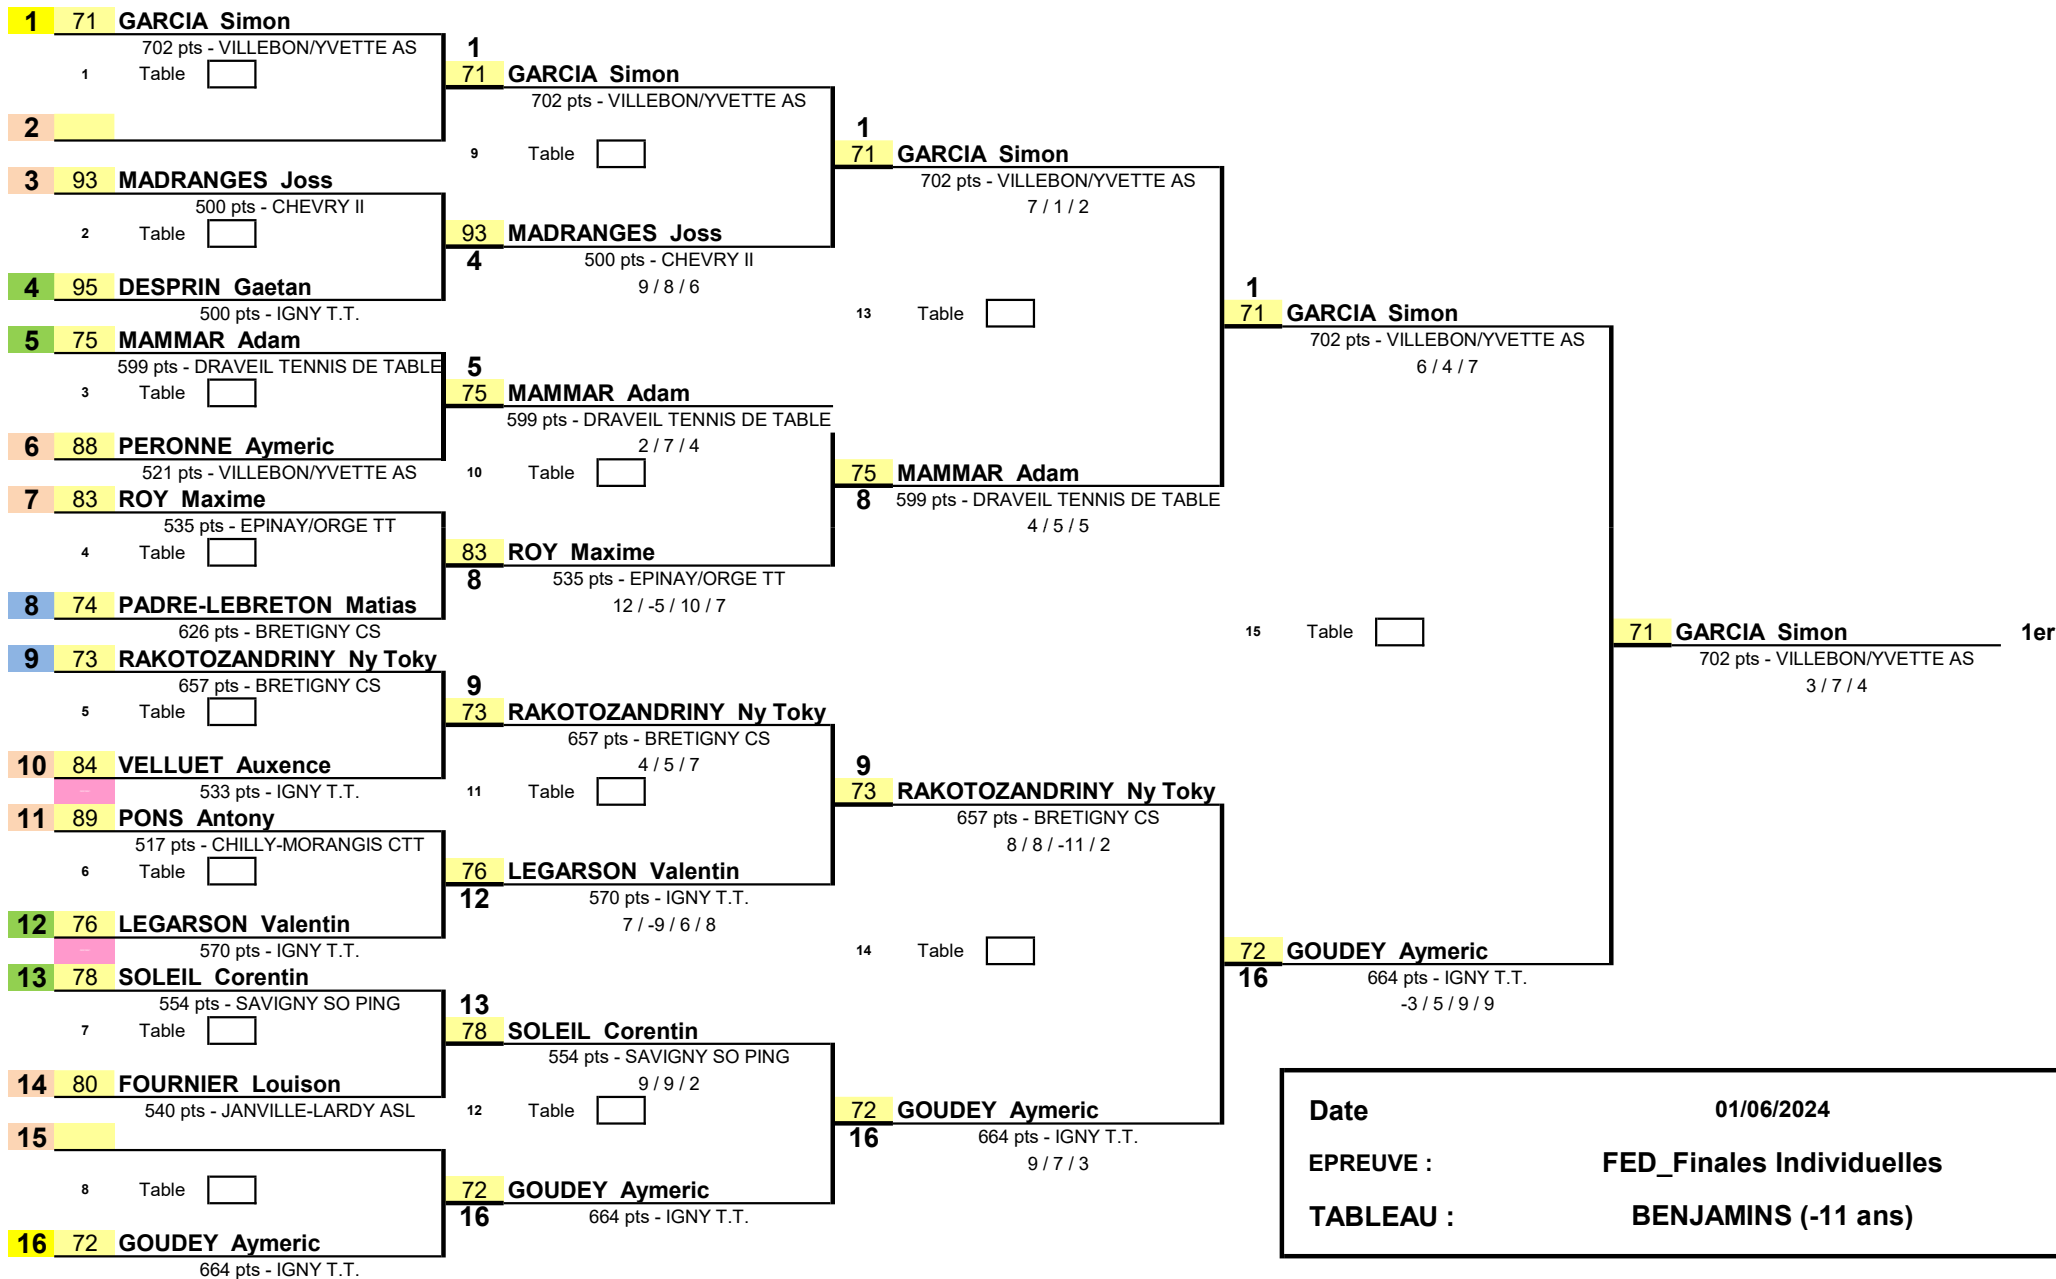 1 71 GARCIA Simon
702 pts - VILLEBON/YVETTE AS
1 Table
2
3 93 MADRANGES Joss
500 pts - CHEVRY II
2 Table
4 95 DESPRIN Gaetan
500 pts - IGNY T.T.
5 75 MAMMAR Adam
599 pts - DRAVEIL TENNIS DE TABLE
3 Table
6 88 PERONNE Aymeric
521 pts - VILLEBON/YVETTE AS
7 83 ROY Maxime
535 pts - EPINAY/ORGE TT
4 Table
8 74 PADRE-LEBRETON Matias
626 pts - BRETIGNY CS
9 73 RAKOTOZANDRINY Ny Toky
657 pts - BRETIGNY CS
5 Table
10 84 VELLUET Auxence
533 pts - IGNY T.T.
11 89 PONS Antony
517 pts - CHILLY-MORANGIS CTT
6 Table
12 76 LEGARSON Valentin
570 pts - IGNY T.T.
13 78 SOLEIL Corentin
554 pts - SAVIGNY SO PING
7 Table
14 80 FOURNIER Louison
540 pts - JANVILLE-LARDY ASL
15
8 Table
16 72 GOUDEY Aymeric
664 pts - IGNY T.T.
1
71 GARCIA Simon
702 pts - VILLEBON/YVETTE AS
9 Table
93 MADRANGES Joss
4 500 pts - CHEVRY II
9 / 8 / 6
5
75 MAMMAR Adam
599 pts - DRAVEIL TENNIS DE TABLE
2 / 7 / 4
10 Table
83 ROY Maxime
8 535 pts - EPINAY/ORGE TT
12 / -5 / 10 / 7
9
73 RAKOTOZANDRINY Ny Toky
657 pts - BRETIGNY CS
4 / 5 / 7
11 Table
76 LEGARSON Valentin
12 570 pts - IGNY T.T.
7 / -9 / 6 / 8
13
78 SOLEIL Corentin
554 pts - SAVIGNY SO PING
9 / 9 / 2
12 Table
72 GOUDEY Aymeric
16 664 pts - IGNY T.T.
1
71 GARCIA Simon
702 pts - VILLEBON/YVETTE AS
7 / 1 / 2
13 Table
75 MAMMAR Adam
8 599 pts - DRAVEIL TENNIS DE TABLE
4 / 5 / 5
9
73 RAKOTOZANDRINY Ny Toky
657 pts - BRETIGNY CS
8 / 8 / -11 / 2
14 Table
72 GOUDEY Aymeric
16 664 pts - IGNY T.T.
9 / 7 / 3
1
71 GARCIA Simon
702 pts - VILLEBON/YVETTE AS
6 / 4 / 7
15 Table
72 GOUDEY Aymeric
16 664 pts - IGNY T.T.
-3 / 5 / 9 / 9
71 GARCIA Simon 1er
702 pts - VILLEBON/YVETTE AS
3 / 7 / 4
Date 01/06/2024
EPREUVE : FED_Finales Individuelles
TABLEAU : BENJAMINS (-11 ans)